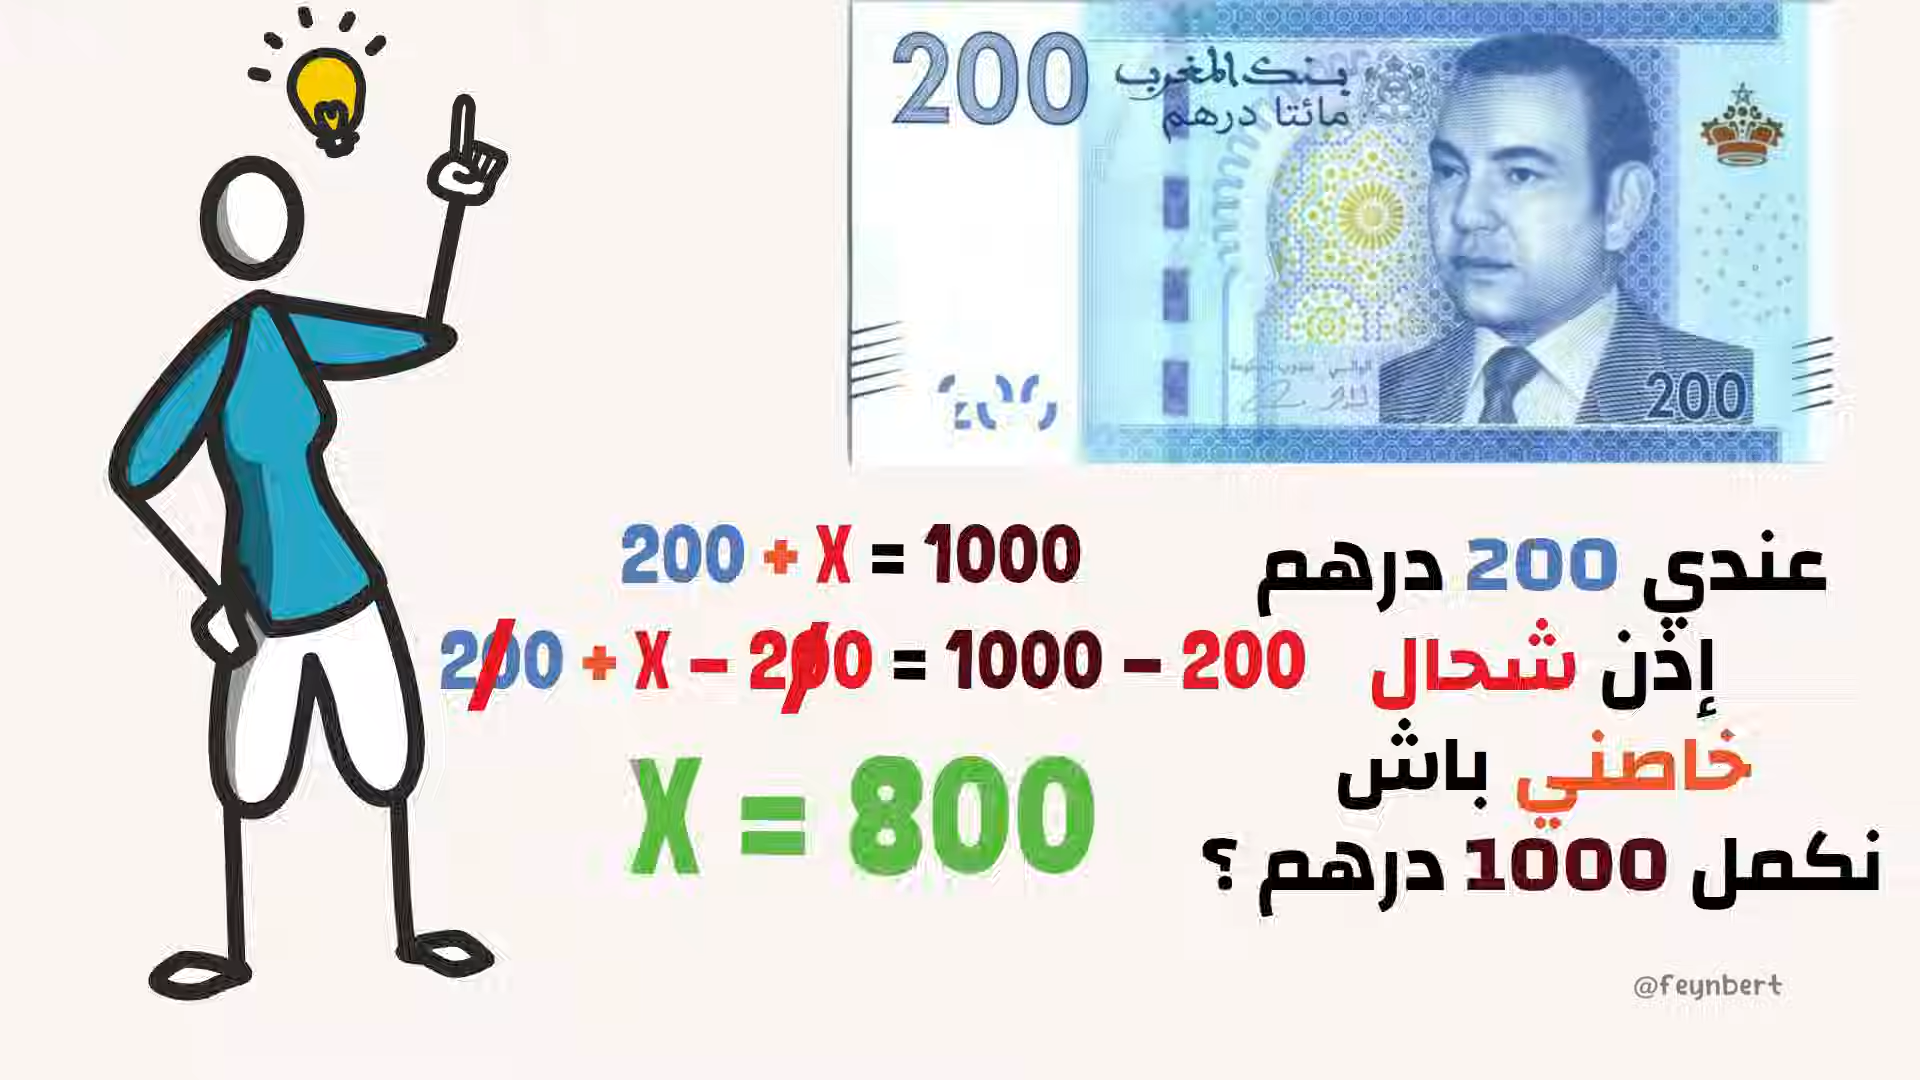 200
بنك المغرب
مائتا درهم
200
200 + X = 1000
200 + X – 200 = 1000 – 200
X = 800
عندي 200 درهم
إذن شحال
خاصني باش
نكمل 1000 درهم ؟
@feynbert